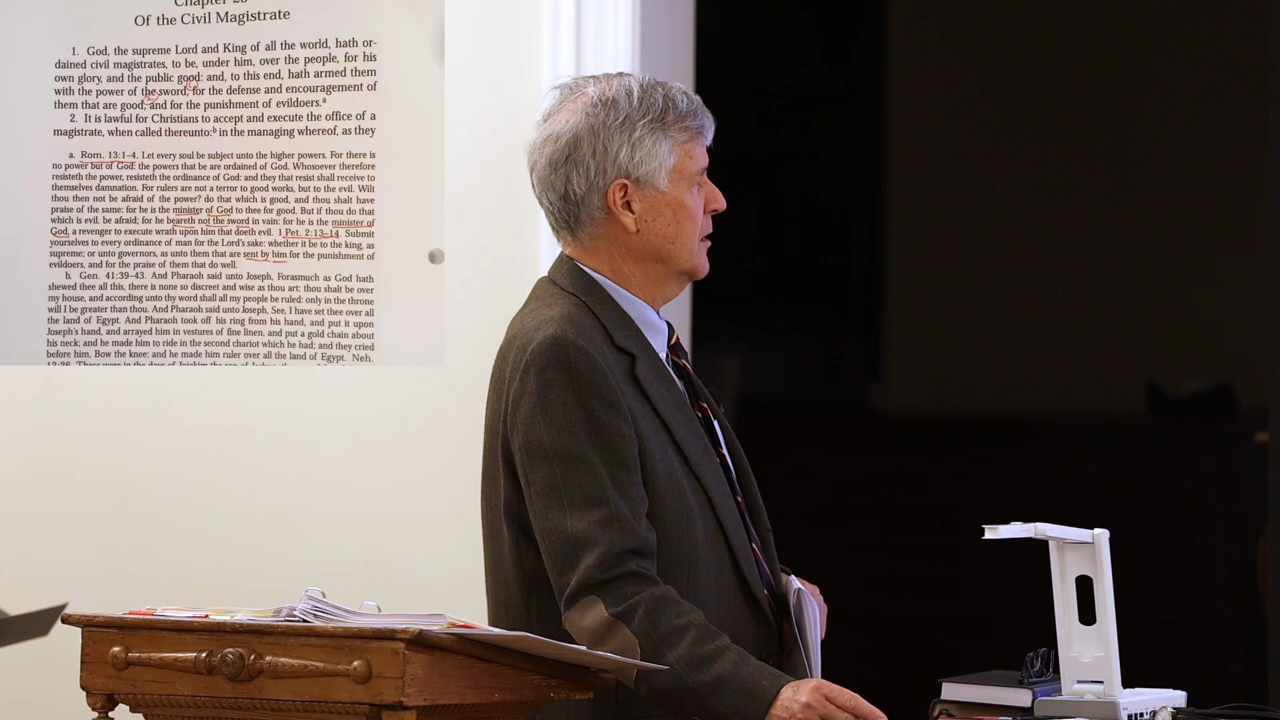 Chapter 23
Of the Civil Magistrate
1. God, the supreme Lord and King of all the world, hath or-
dained civil magistrates, to be, under him, over the people, for his
own glory, and the public good: and, to this end, hath armed them
with the power of the sword, for the defense and encouragement of
them that are good, and for the punishment of evildoers.ᵃ
2. It is lawful for Christians to accept and execute the office of a
magistrate, when called thereunto:ᵇ in the managing whereof, as they
a. Rom. 13:1–4. Let every soul be subject unto the higher powers. For there is
no power but of God: the powers that be are ordained of God. Whosoever therefore
resisteth the power, resisteth the ordinance of God: and they that resist shall receive to
themselves damnation. For rulers are not a terror to good works, but to the evil. Wilt
thou then not be afraid of the power? do that which is good, and thou shalt have
praise of the same: for he is the minister of God to thee for good. But if thou do that
which is evil, be afraid; for he beareth not the sword in vain: for he is the minister of
God, a revenger to execute wrath upon him that doeth evil. 1 Pet. 2:13–14. Submit
yourselves to every ordinance of man for the Lord's sake: whether it be to the king, as
supreme; or unto governors, as unto them that are sent by him for the punishment of
evildoers, and for the praise of them that do well.
b. Gen. 41:39–43. And Pharaoh said unto Joseph, Forasmuch as God hath
shewed thee all this, there is none so discreet and wise as thou art: thou shalt be over
my house, and according unto thy word shall all my people be ruled: only in the throne
will I be greater than thou. And Pharaoh said unto Joseph, See, I have set thee over all
the land of Egypt. And Pharaoh took off his ring from his hand, and put it upon
Joseph's hand, and arrayed him in vestures of fine linen, and put a gold chain about
his neck; and he made him to ride in the second chariot which he had; and they cried
before him, Bow the knee: and he made him ruler over all the land of Egypt. Neh.